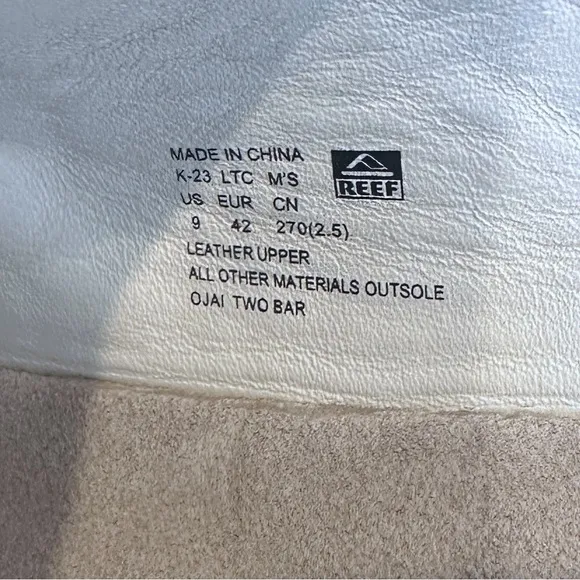 MADE IN CHINA
K-23 LTC M'S
US EUR CN
9 42 270(2.5)
LEATHER UPPER
ALL OTHER MATERIALS OUTSOLE
OJAI TWO BAR
REEF